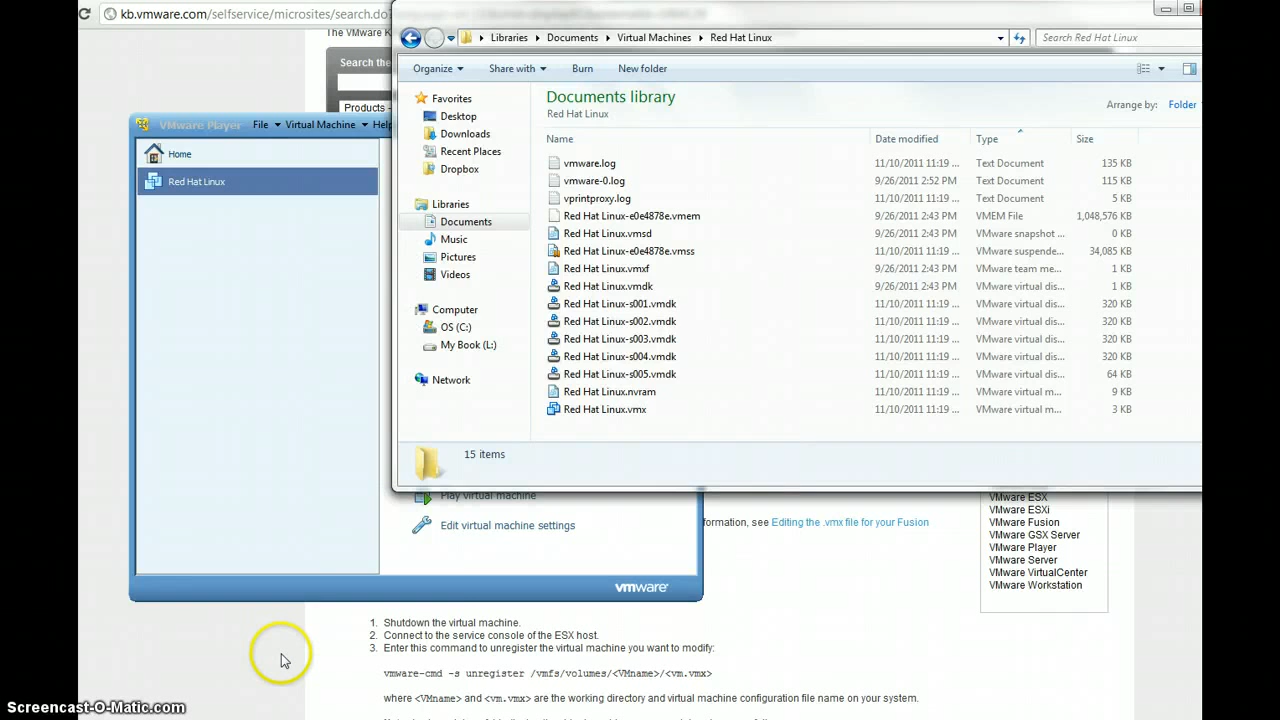 kb.vmware.com/selfservice/microsites/search.do
The VMware K
Search the
Products -
VMware Player File Virtual Machine Help
Home
Red Hat Linux
Play virtual machine
Edit virtual machine settings
vmware
Libraries Documents Virtual Machines Red Hat Linux
Search Red Hat Linux
Organize Share with Burn New folder
Favorites
Desktop
Downloads
Recent Places
Dropbox
Libraries
Documents
Music
Pictures
Videos
Computer
OS (C:)
My Book (L:)
Network
Documents library
Red Hat Linux
Arrange by: Folder
Name Date modified Type Size
vmware.log 11/10/2011 11:19 ... Text Document 135 KB
vmware-0.log 9/26/2011 2:52 PM Text Document 115 KB
vprintproxy.log 11/10/2011 11:19 ... Text Document 5 KB
Red Hat Linux-e0e4878e.vmem 9/26/2011 2:43 PM VMEM File 1,048,576 KB
Red Hat Linux.vmsd 9/26/2011 2:43 PM VMware snapshot ... 0 KB
Red Hat Linux-e0e4878e.vmss 11/10/2011 11:19 ... VMware suspende... 34,085 KB
Red Hat Linux.vmxf 9/26/2011 2:43 PM VMware team me... 1 KB
Red Hat Linux.vmdk 9/26/2011 2:43 PM VMware virtual dis... 1 KB
Red Hat Linux-s001.vmdk 11/10/2011 11:19 ... VMware virtual dis... 320 KB
Red Hat Linux-s002.vmdk 11/10/2011 11:19 ... VMware virtual dis... 320 KB
Red Hat Linux-s003.vmdk 11/10/2011 11:19 ... VMware virtual dis... 320 KB
Red Hat Linux-s004.vmdk 11/10/2011 11:19 ... VMware virtual dis... 320 KB
Red Hat Linux-s005.vmdk 11/10/2011 11:19 ... VMware virtual dis... 64 KB
Red Hat Linux.nvram 11/10/2011 11:19 ... VMware virtual m... 9 KB
Red Hat Linux.vmx 11/10/2011 11:19 ... VMware virtual m... 3 KB
15 items
formation, see Editing the .vmx file for your Fusion
VMware ESX
VMware ESXi
VMware Fusion
VMware GSX Server
VMware Player
VMware Server
VMware VirtualCenter
VMware Workstation
1. Shutdown the virtual machine.
2. Connect to the service console of the ESX host.
3. Enter this command to unregister the virtual machine you want to modify:
vmware-cmd -s unregister /vmfs/volumes/<VMname>/<vm.vmx>
where <VMname> and <vm.vmx> are the working directory and virtual machine configuration file name on your system.
Screencast-O-Matic.com